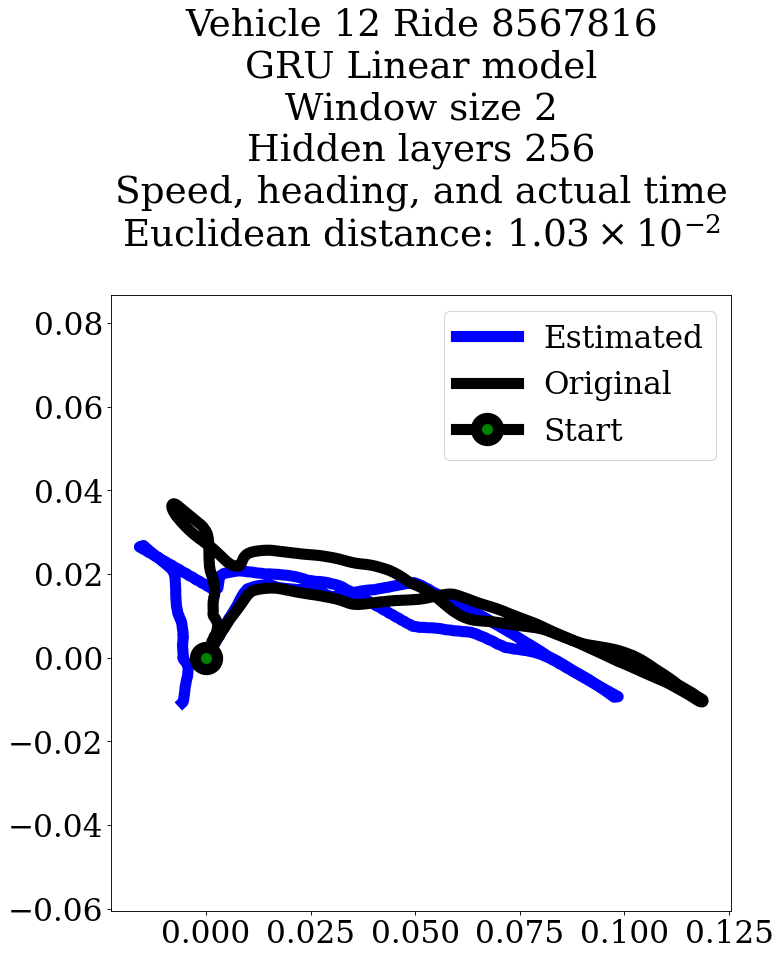 Vehicle 12 Ride 8567816
GRU Linear model
Window size 2
Hidden layers 256
Speed, heading, and actual time
Euclidean distance: 1.03 × 10⁻²
Estimated
Original
Start
0.08
0.06
0.04
0.02
0.00
−0.02
−0.04
−0.06
0.000 0.025 0.050 0.075 0.100 0.125